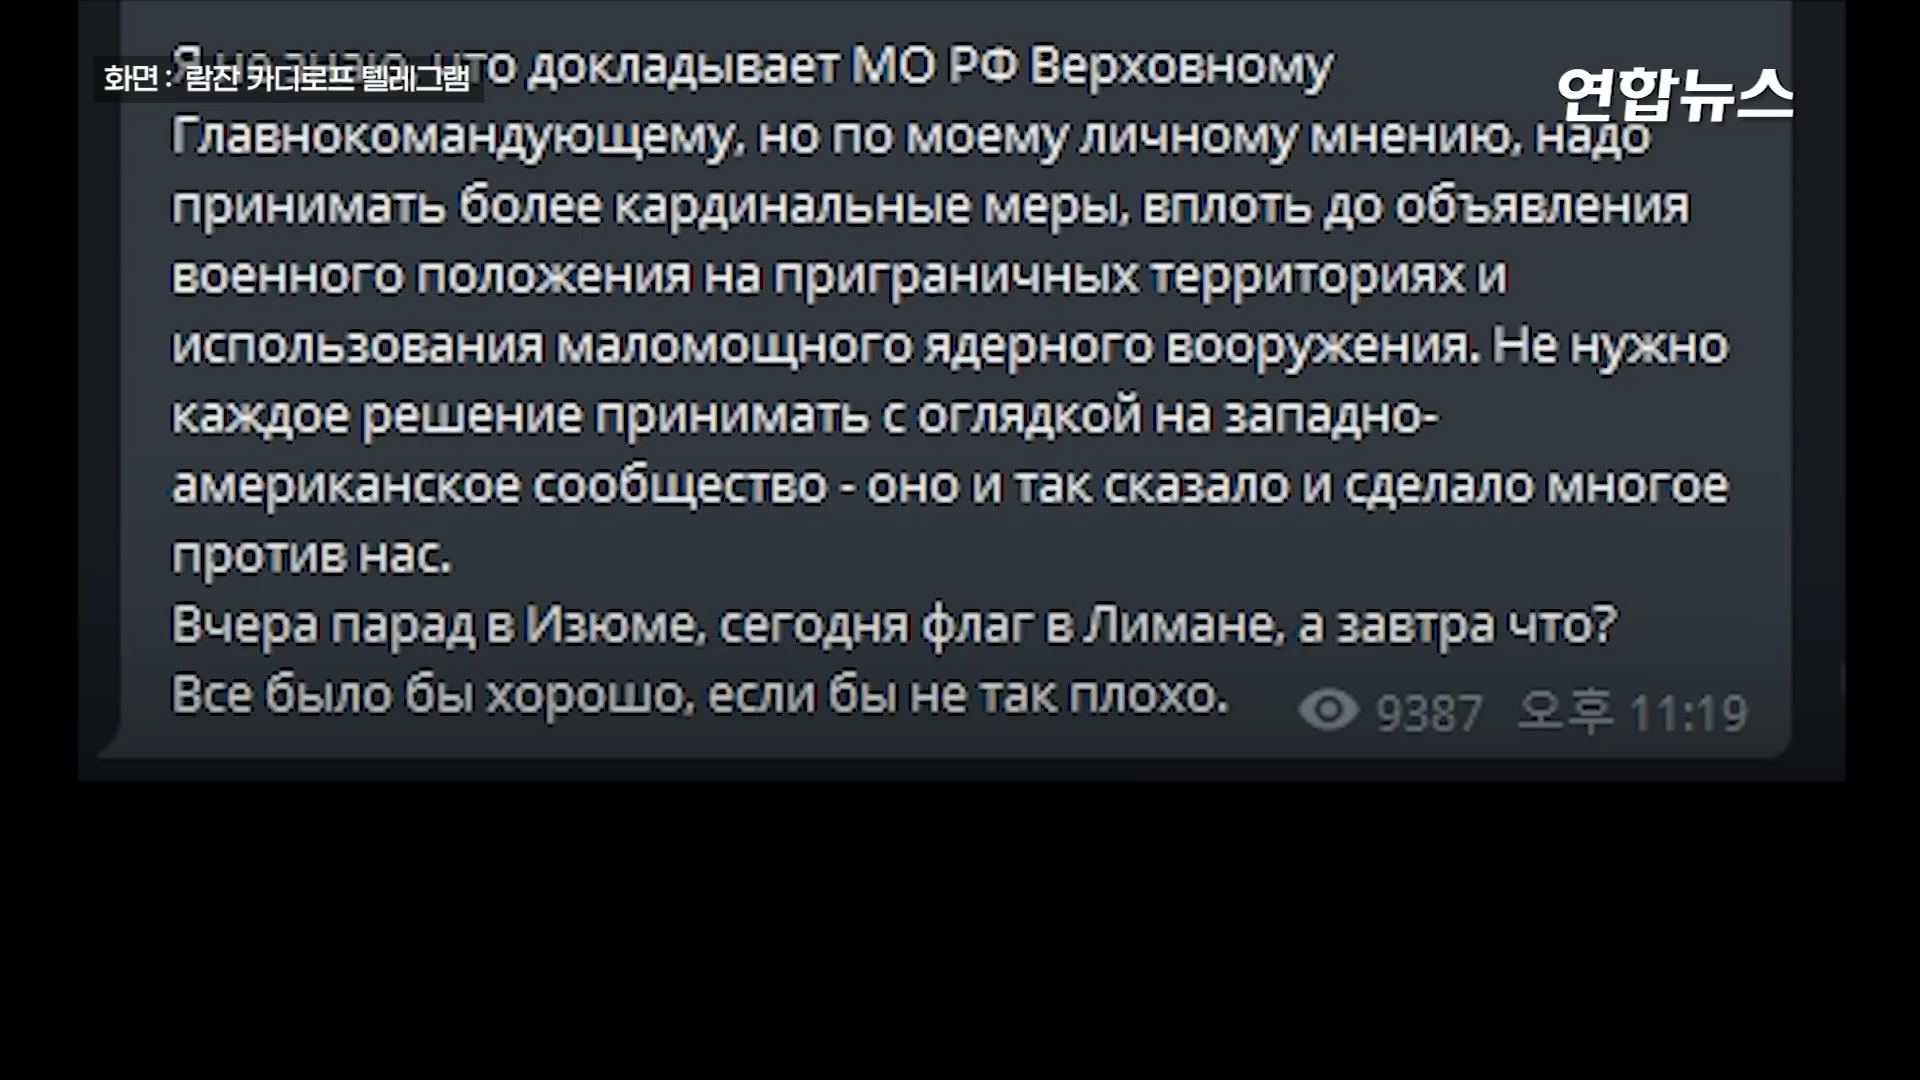 화면 : 람잔 카디로프 텔레그램
연합뉴스
Я не знаю, что докладывает МО РФ Верховному
Главнокомандующему, но по моему личному мнению, надо
принимать более кардинальные меры, вплоть до объявления
военного положения на приграничных территориях и
использования маломощного ядерного вооружения. Не нужно
каждое решение принимать с оглядкой на западно-
американское сообщество - оно и так сказало и сделало многое
против нас.
Вчера парад в Изюме, сегодня флаг в Лимане, а завтра что?
Все было бы хорошо, если бы не так плохо.
9387 오후 11:19